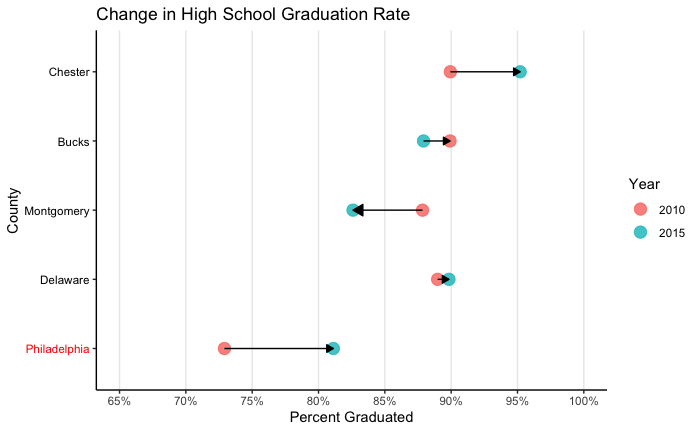 Change in High School Graduation Rate
County
Chester
Bucks
Montgomery
Delaware
Philadelphia
65% 70% 75% 80% 85% 90% 95% 100%
Percent Graduated
Year
2010
2015